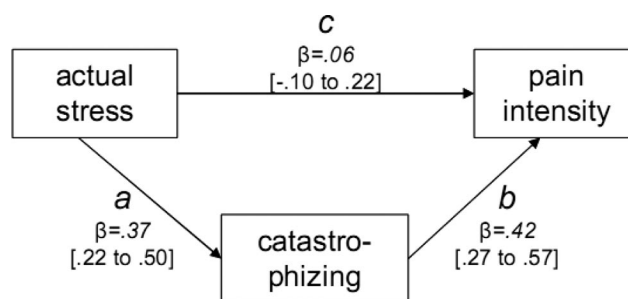 c
β=.06
[-.10 to .22]
actual
stress
pain
intensity
a
β=.37
[.22 to .50]
b
β=.42
[.27 to .57]
catastro-
phizing